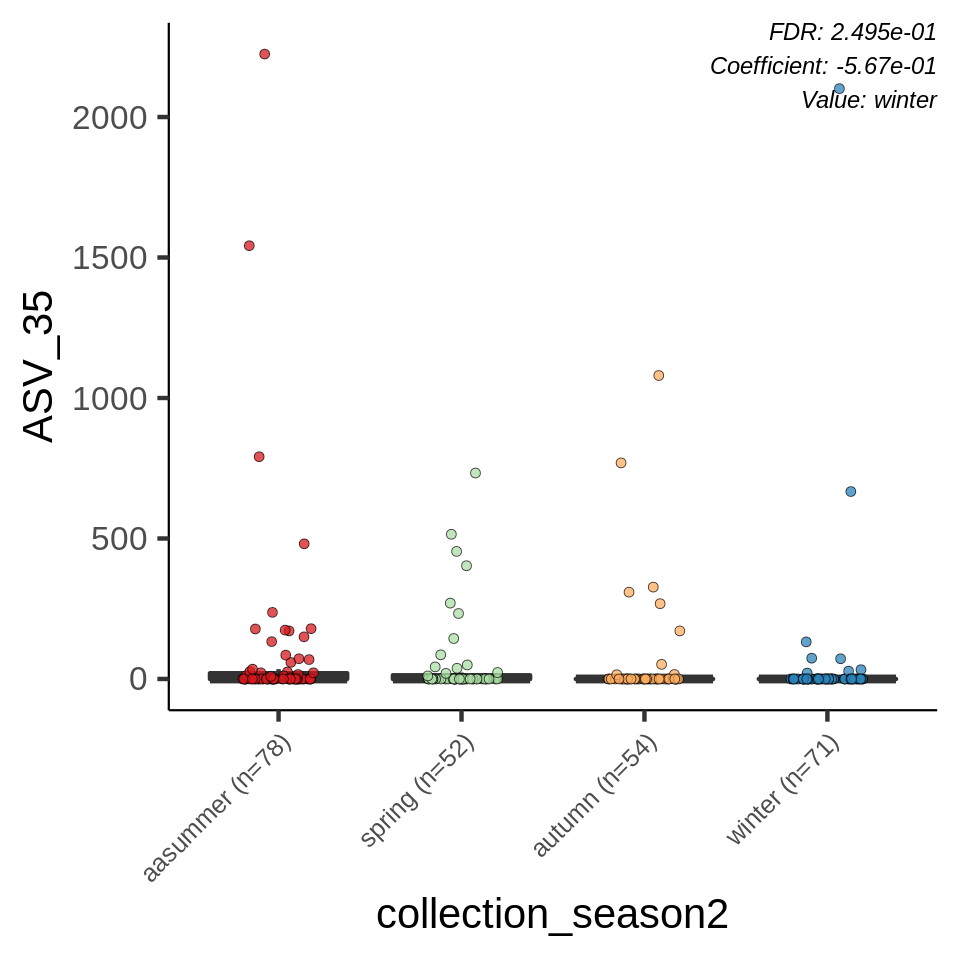 FDR: 2.495e-01
Coefficient: -5.67e-01
Value: winter
2000
1500
1000
500
0
ASV_35
aasummer (n=78)
spring (n=52)
autumn (n=54)
winter (n=71)
collection_season2